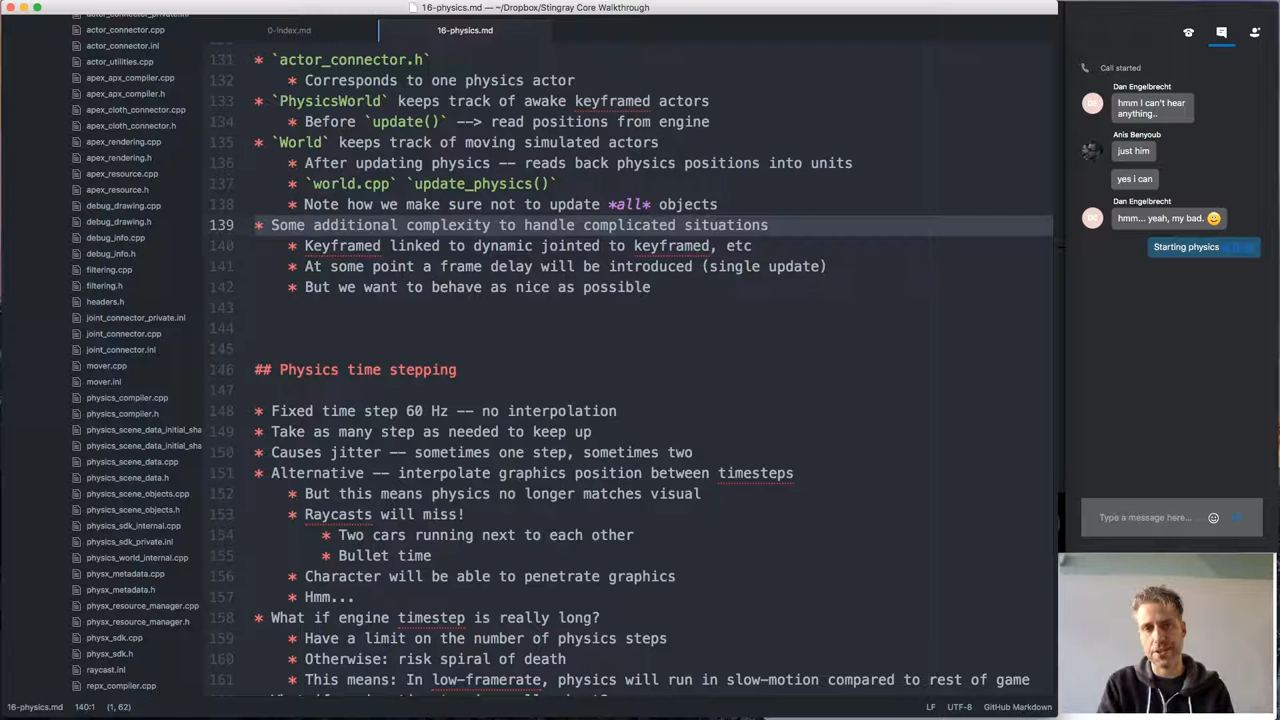 16-physics.md — ~/Dropbox/Stingray Core Walkthrough
0-index.md
16-physics.md
actor_connector_private.inl
actor_connector.cpp
actor_connector.h
actor_connector.inl
actor_utilities.cpp
apex_apx_compiler.cpp
apex_apx_compiler.h
apex_cloth_connector.cpp
apex_cloth_connector.h
apex_rendering.cpp
apex_rendering.h
apex_resource.cpp
apex_resource.h
debug_drawing.cpp
debug_drawing.h
debug_info.cpp
debug_info.h
filtering.cpp
filtering.h
headers.h
joint_connector_private.inl
joint_connector.cpp
joint_connector.inl
mover.cpp
mover.inl
physics_compiler.cpp
physics_compiler.h
physics_scene_data_initial_sha
physics_scene_data_initial_sha
physics_scene_data.cpp
physics_scene_data.h
physics_scene_objects.cpp
physics_scene_objects.h
physics_sdk_internal.cpp
physics_sdk_private.inl
physics_world_internal.cpp
physx_metadata.cpp
physx_metadata.h
physx_resource_manager.cpp
physx_resource_manager.h
physx_sdk.cpp
physx_sdk.h
raycast.inl
repx_compiler.cpp
131 * `actor_connector.h`
132 * Corresponds to one physics actor
133 * `PhysicsWorld` keeps track of awake keyframed actors
134 * Before `update()` --> read positions from engine
135 * `World` keeps track of moving simulated actors
136 * After updating physics -- reads back physics positions into units
137 * `world.cpp` `update_physics()`
138 * Note how we make sure not to update *all* objects
139 * Some additional complexity to handle complicated situations
140 * Keyframed linked to dynamic jointed to keyframed, etc
141 * At some point a frame delay will be introduced (single update)
142 * But we want to behave as nice as possible
143
144
145
146 ## Physics time stepping
147
148 * Fixed time step 60 Hz -- no interpolation
149 * Take as many step as needed to keep up
150 * Causes jitter -- sometimes one step, sometimes two
151 * Alternative -- interpolate graphics position between timesteps
152 * But this means physics no longer matches visual
153 * Raycasts will miss!
154 * Two cars running next to each other
155 * Bullet time
156 * Character will be able to penetrate graphics
157 * Hmm...
158 * What if engine timestep is really long?
159 * Have a limit on the number of physics steps
160 * Otherwise: risk spiral of death
161 * This means: In low-framerate, physics will run in slow-motion compared to rest of game
16-physics.md 140:1 (1, 62)
LF UTF-8 GitHub Markdown
Call started
Dan Engelbrecht
DE
hmm I can't hear
anything..
Anis Benyoub
just him
yes i can
Dan Engelbrecht
DE
hmm... yeah, my bad.
Starting physics
Type a message here...